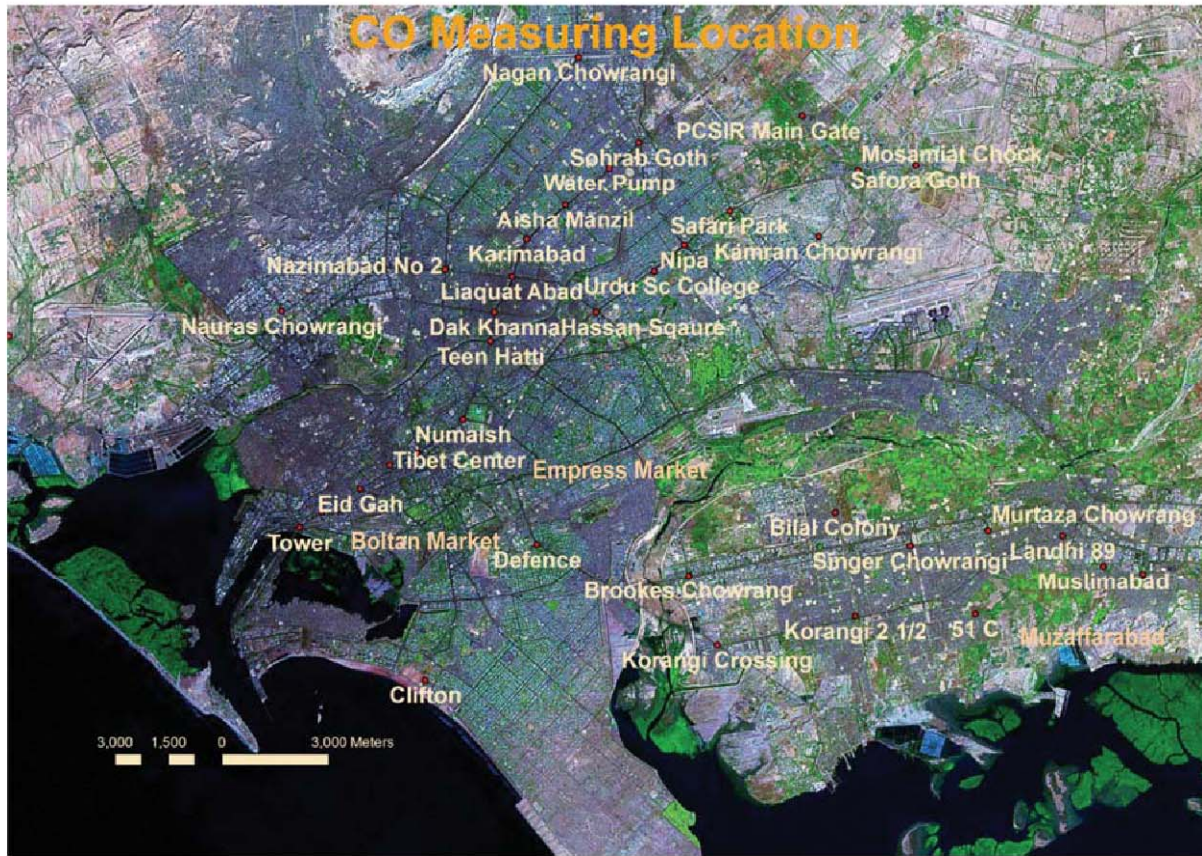 CO Measuring Location
Nagan Chowrangi
PCSIR Main Gate
Sohrab Goth
Mosamiat Chock
Water Pump
Safora Goth
Aisha Manzil
Safari Park
Karimabad
Kamran Chowrangi
Nazimabad No 2
Nipa
Liaquat Abad
Urdu Sc College
Nauras Chowrangi
Dak Khanna
Hassan Sqaure
Teen Hatti
Numaish
Tibet Center
Empress Market
Eid Gah
Bilal Colony
Murtaza Chowrang
Tower
Boltan Market
Defence
Singer Chowrangi
Landhi 89
Muslimabad
Brookes Chowrang
Korangi 2 1/2
51 C
Muzaffarabad
Korangi Crossing
Clifton
3,000 1,500 0 3,000 Meters